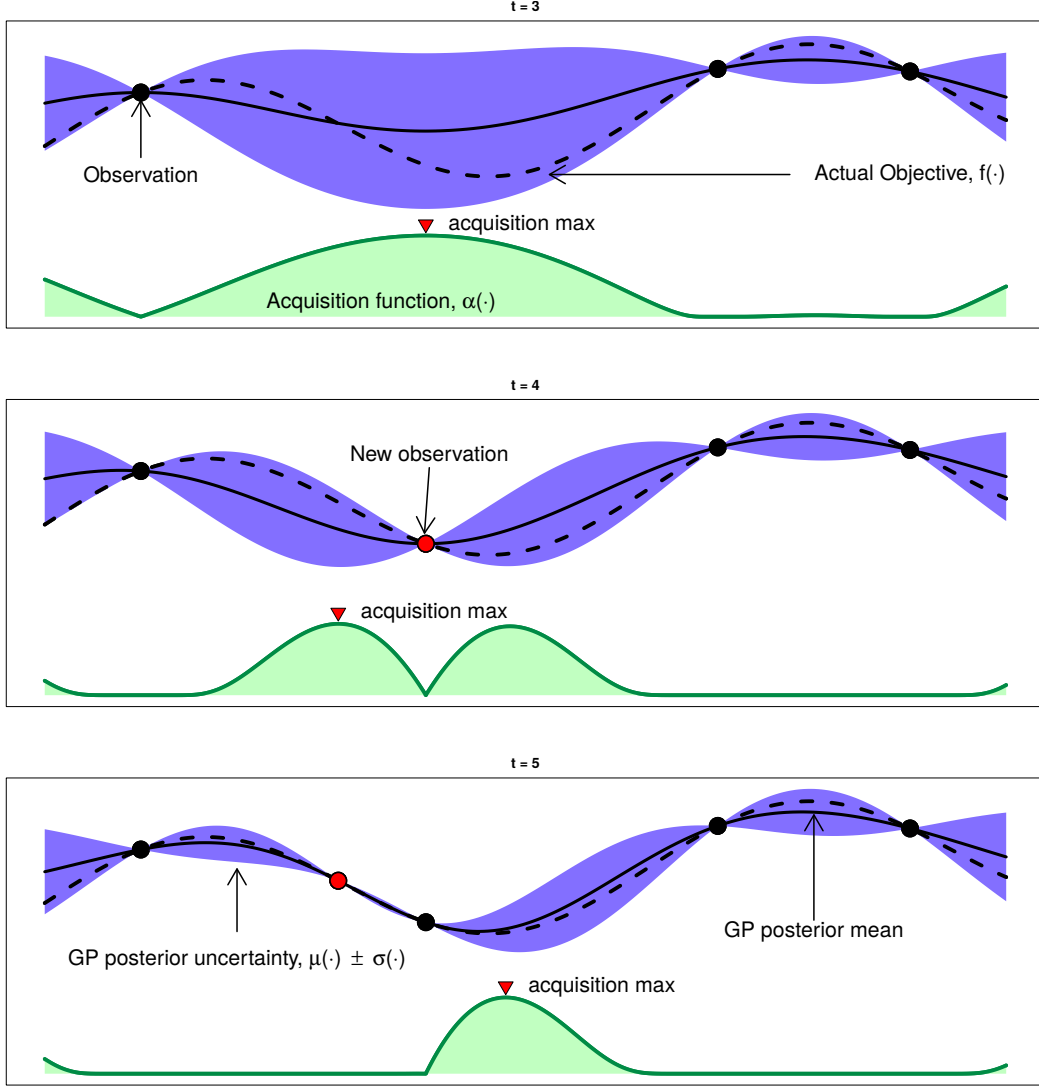 t = 3
Observation
Actual Objective, f(·)
acquisition max
Acquisition function, α(·)
t = 4
New observation
acquisition max
t = 5
GP posterior mean
GP posterior uncertainty, μ(·) ± σ(·)
acquisition max